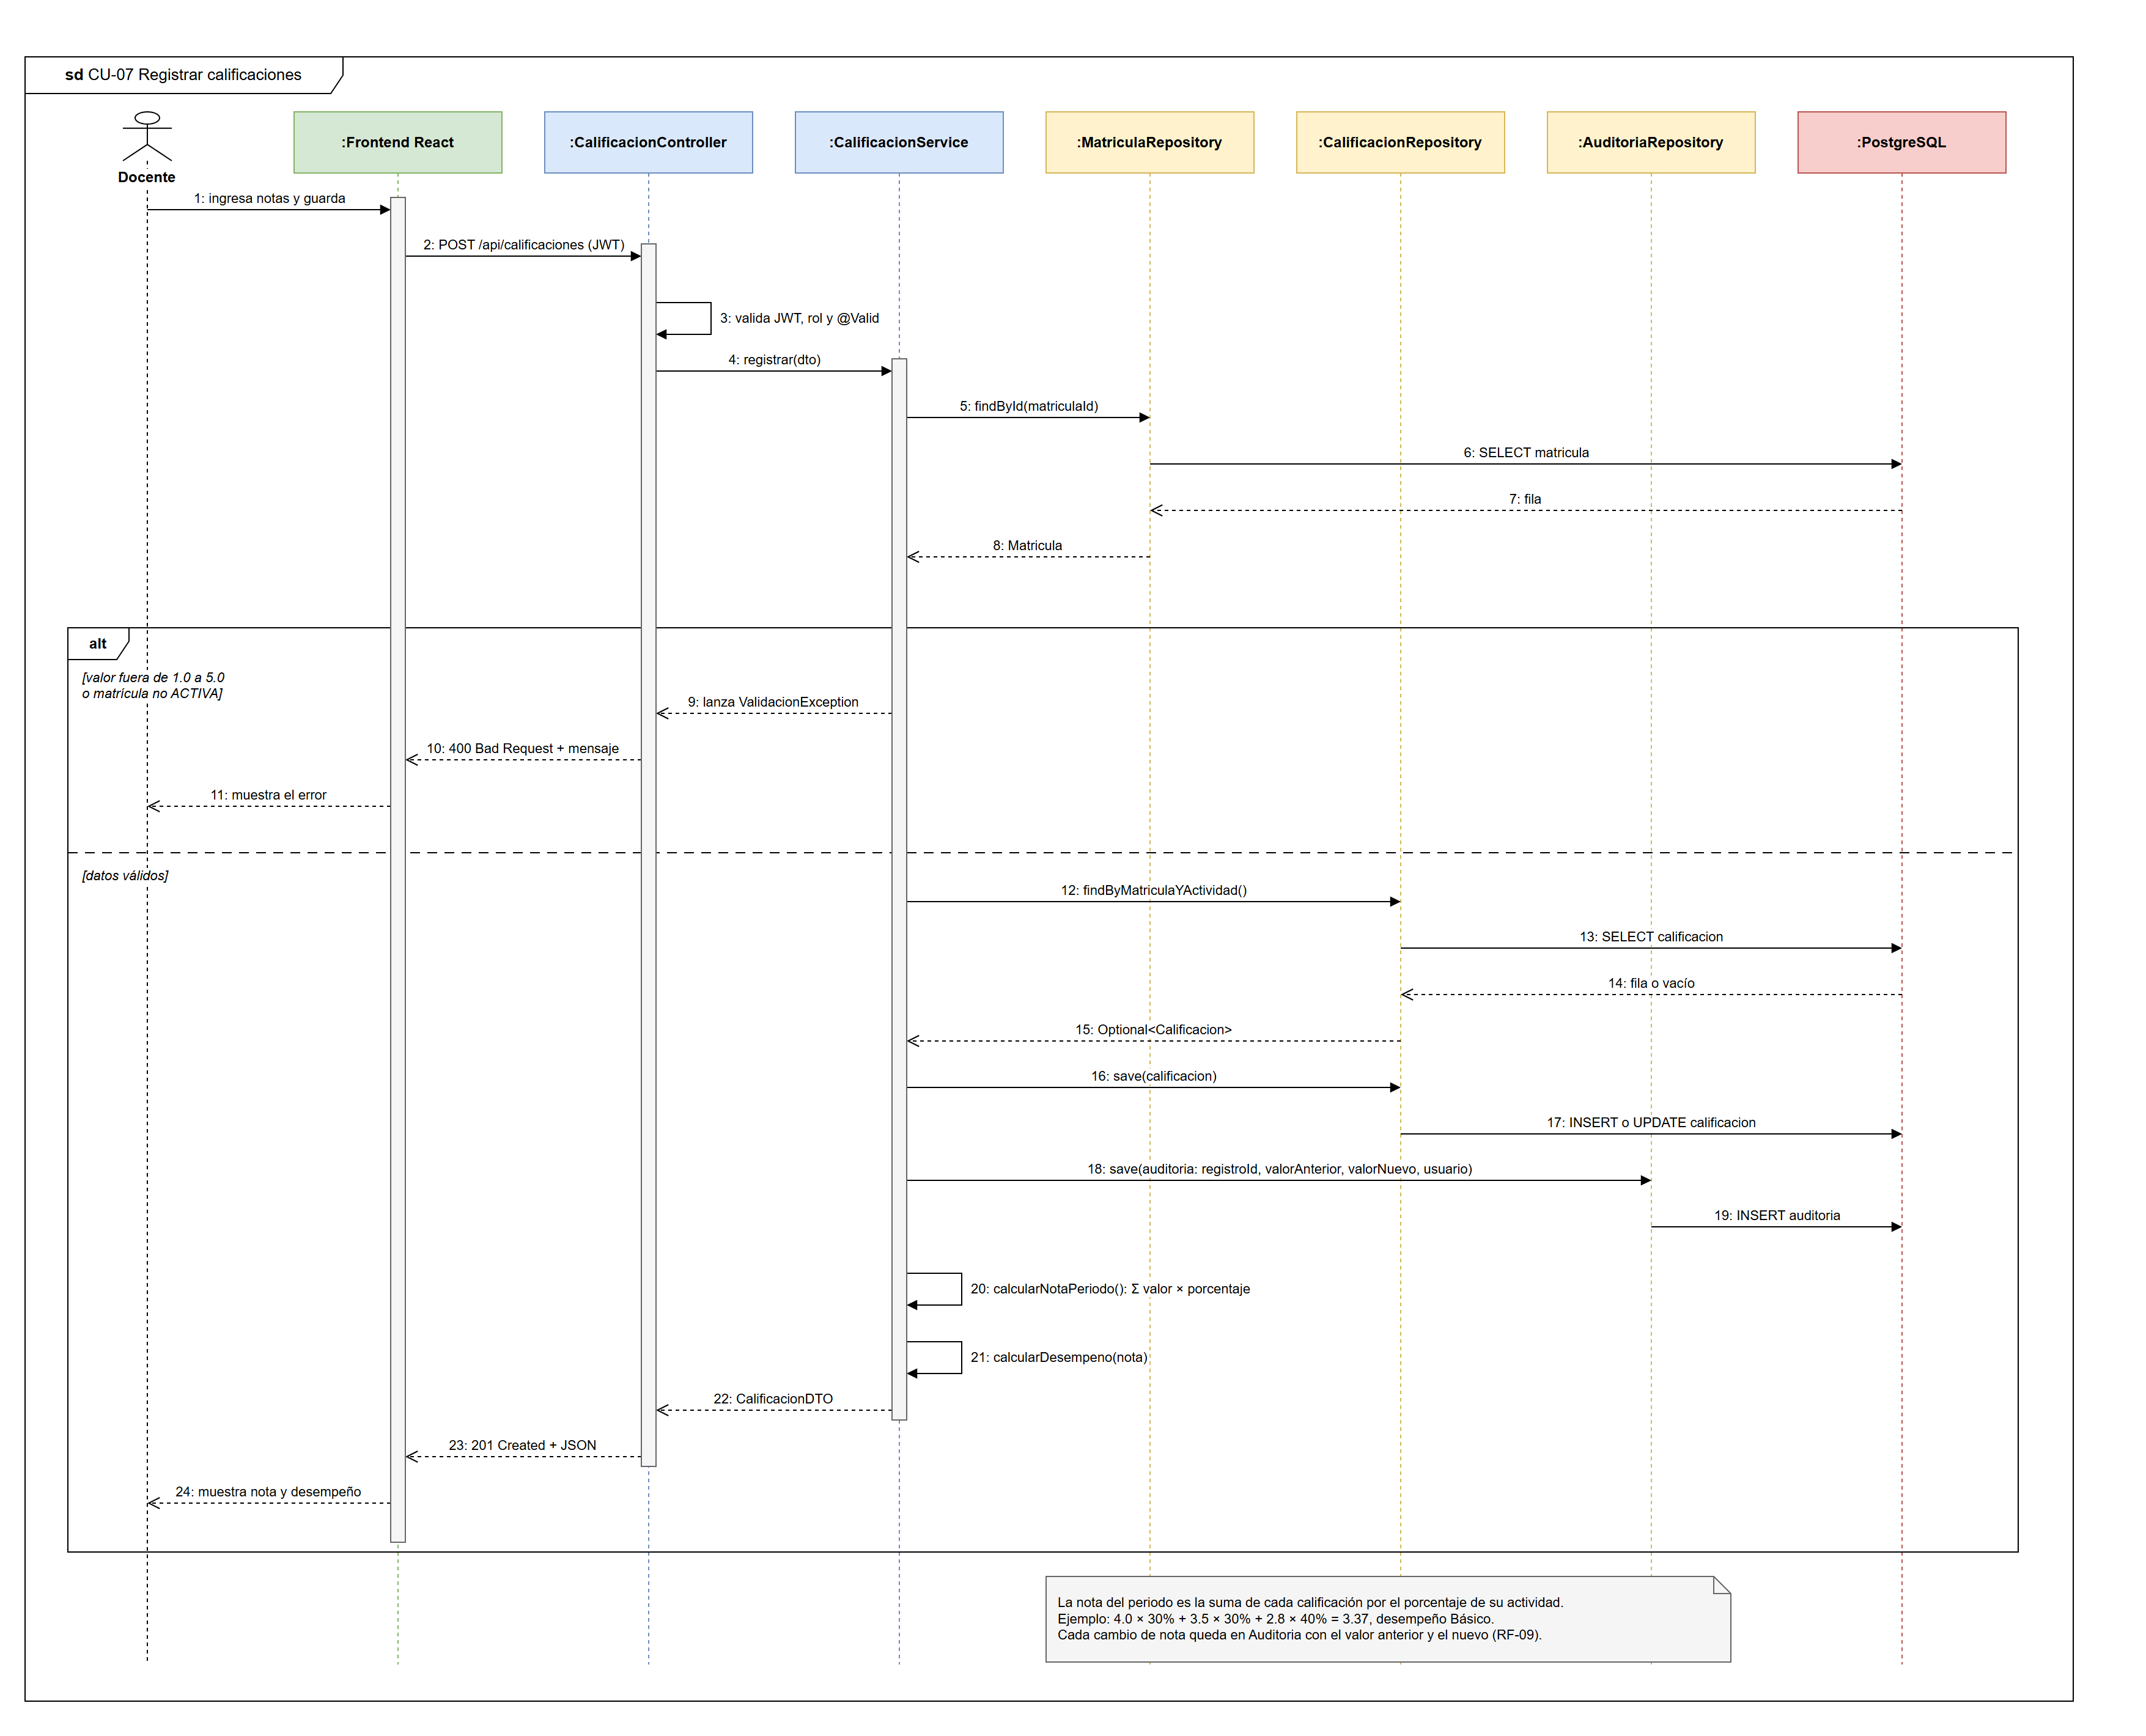 sd CU-07 Registrar calificaciones
Docente
:Frontend React
:CalificacionController
:CalificacionService
:MatriculaRepository
:CalificacionRepository
:AuditoriaRepository
:PostgreSQL
1: ingresa notas y guarda
2: POST /api/calificaciones (JWT)
3: valida JWT, rol y @Valid
4: registrar(dto)
5: findById(matriculaId)
6: SELECT matricula
7: fila
8: Matricula
alt
[valor fuera de 1.0 a 5.0
o matrícula no ACTIVA]
9: lanza ValidacionException
10: 400 Bad Request + mensaje
11: muestra el error
[datos válidos]
12: findByMatriculaYActividad()
13: SELECT calificacion
14: fila o vacío
15: Optional<Calificacion>
16: save(calificacion)
17: INSERT o UPDATE calificacion
18: save(auditoria: registroId, valorAnterior, valorNuevo, usuario)
19: INSERT auditoria
20: calcularNotaPeriodo(): Σ valor × porcentaje
21: calcularDesempeno(nota)
22: CalificacionDTO
23: 201 Created + JSON
24: muestra nota y desempeño
La nota del periodo es la suma de cada calificación por el porcentaje de su actividad.
Ejemplo: 4.0 × 30% + 3.5 × 30% + 2.8 × 40% = 3.37, desempeño Básico.
Cada cambio de nota queda en Auditoria con el valor anterior y el nuevo (RF-09).